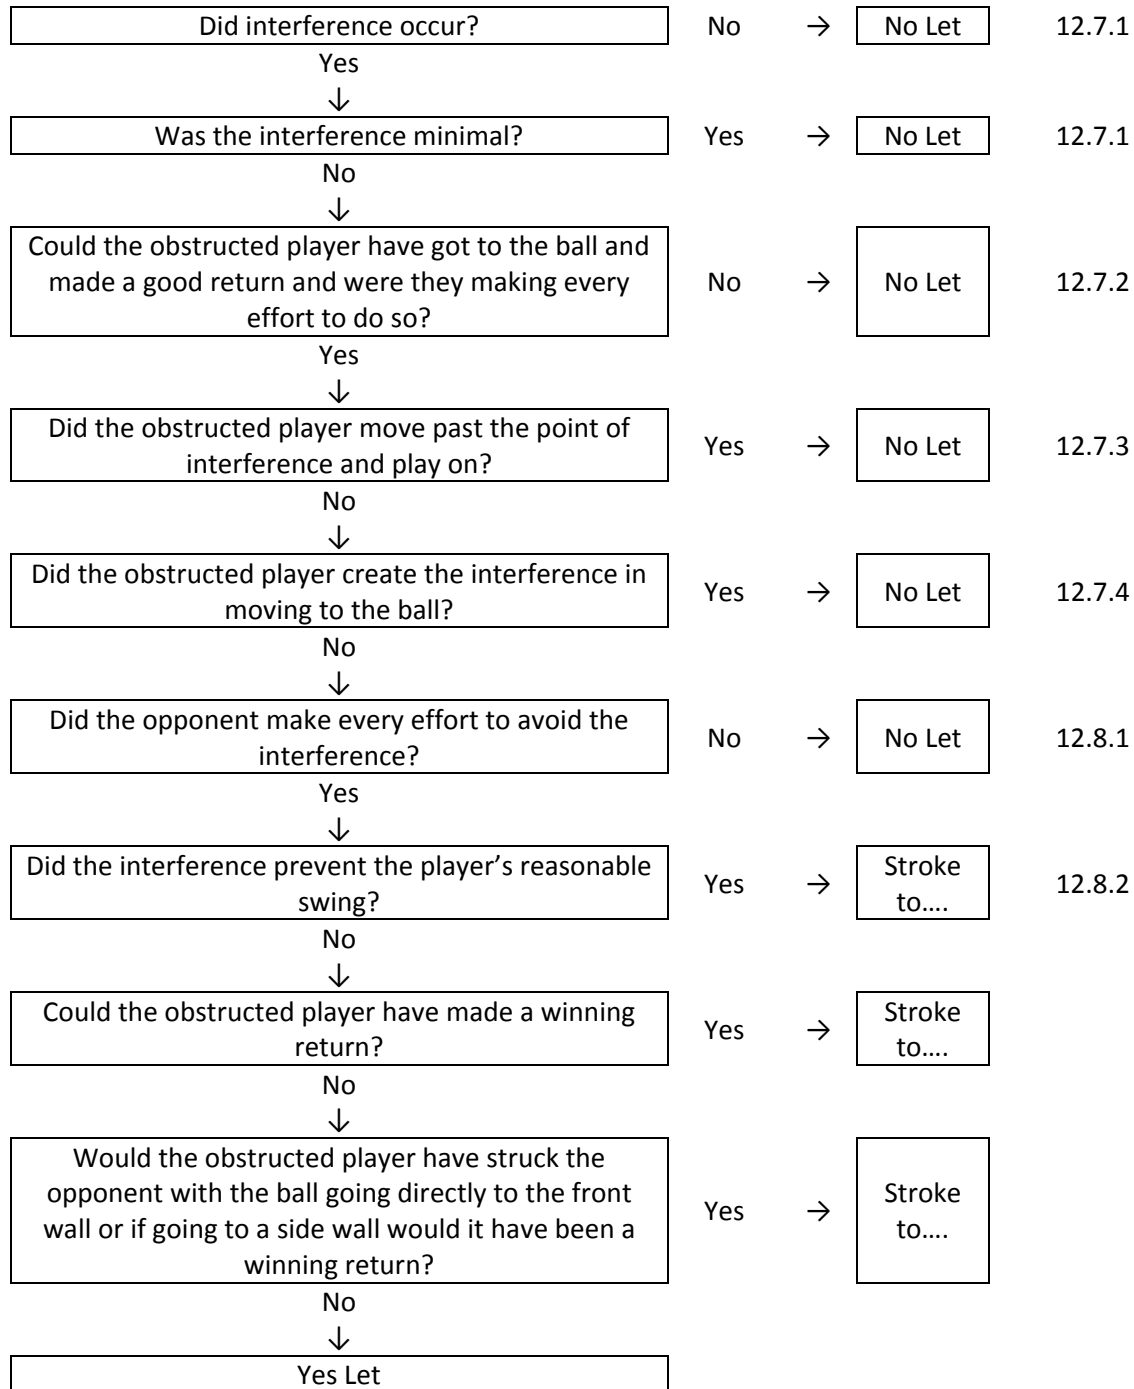 Did interference occur? No → No Let 12.7.1
Yes
↓
Was the interference minimal? Yes → No Let 12.7.1
No
↓
Could the obstructed player have got to the ball and
made a good return and were they making every
effort to do so?
No → No Let 12.7.2
Yes
↓
Did the obstructed player move past the point of
interference and play on?
Yes → No Let 12.7.3
No
↓
Did the obstructed player create the interference in
moving to the ball?
Yes → No Let 12.7.4
No
↓
Did the opponent make every effort to avoid the
interference?
No → No Let 12.8.1
Yes
↓
Did the interference prevent the player’s reasonable
swing?
Yes → Stroke
to….
12.8.2
No
↓
Could the obstructed player have made a winning
return?
Yes → Stroke
to….
No
↓
Would the obstructed player have struck the
opponent with the ball going directly to the front
wall or if going to a side wall would it have been a
winning return?
Yes → Stroke
to….
No
↓
Yes Let